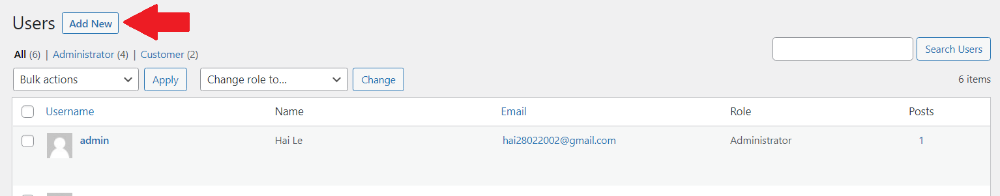 Users Add New
All (6) | Administrator (4) | Customer (2)
Search Users
Bulk actions Apply Change role to... Change 6 items
Username Name Email Role Posts
admin Hai Le hai28022002@gmail.com Administrator 1